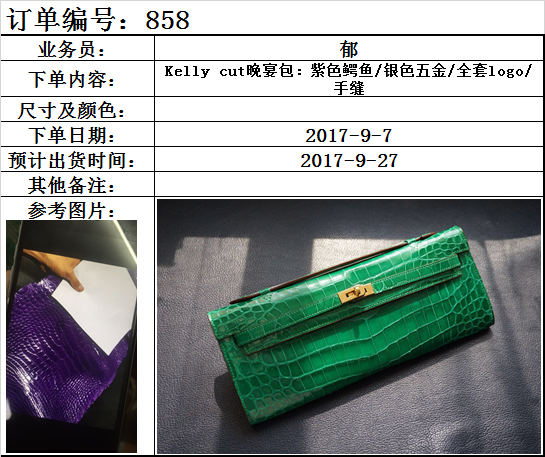 订单编号：858
业务员： 郁
下单内容： Kelly cut晚宴包：紫色鳄鱼/银色五金/全套logo/
手缝
尺寸及颜色：
下单日期： 2017-9-7
预计出货时间： 2017-9-27
其他备注：
参考图片：